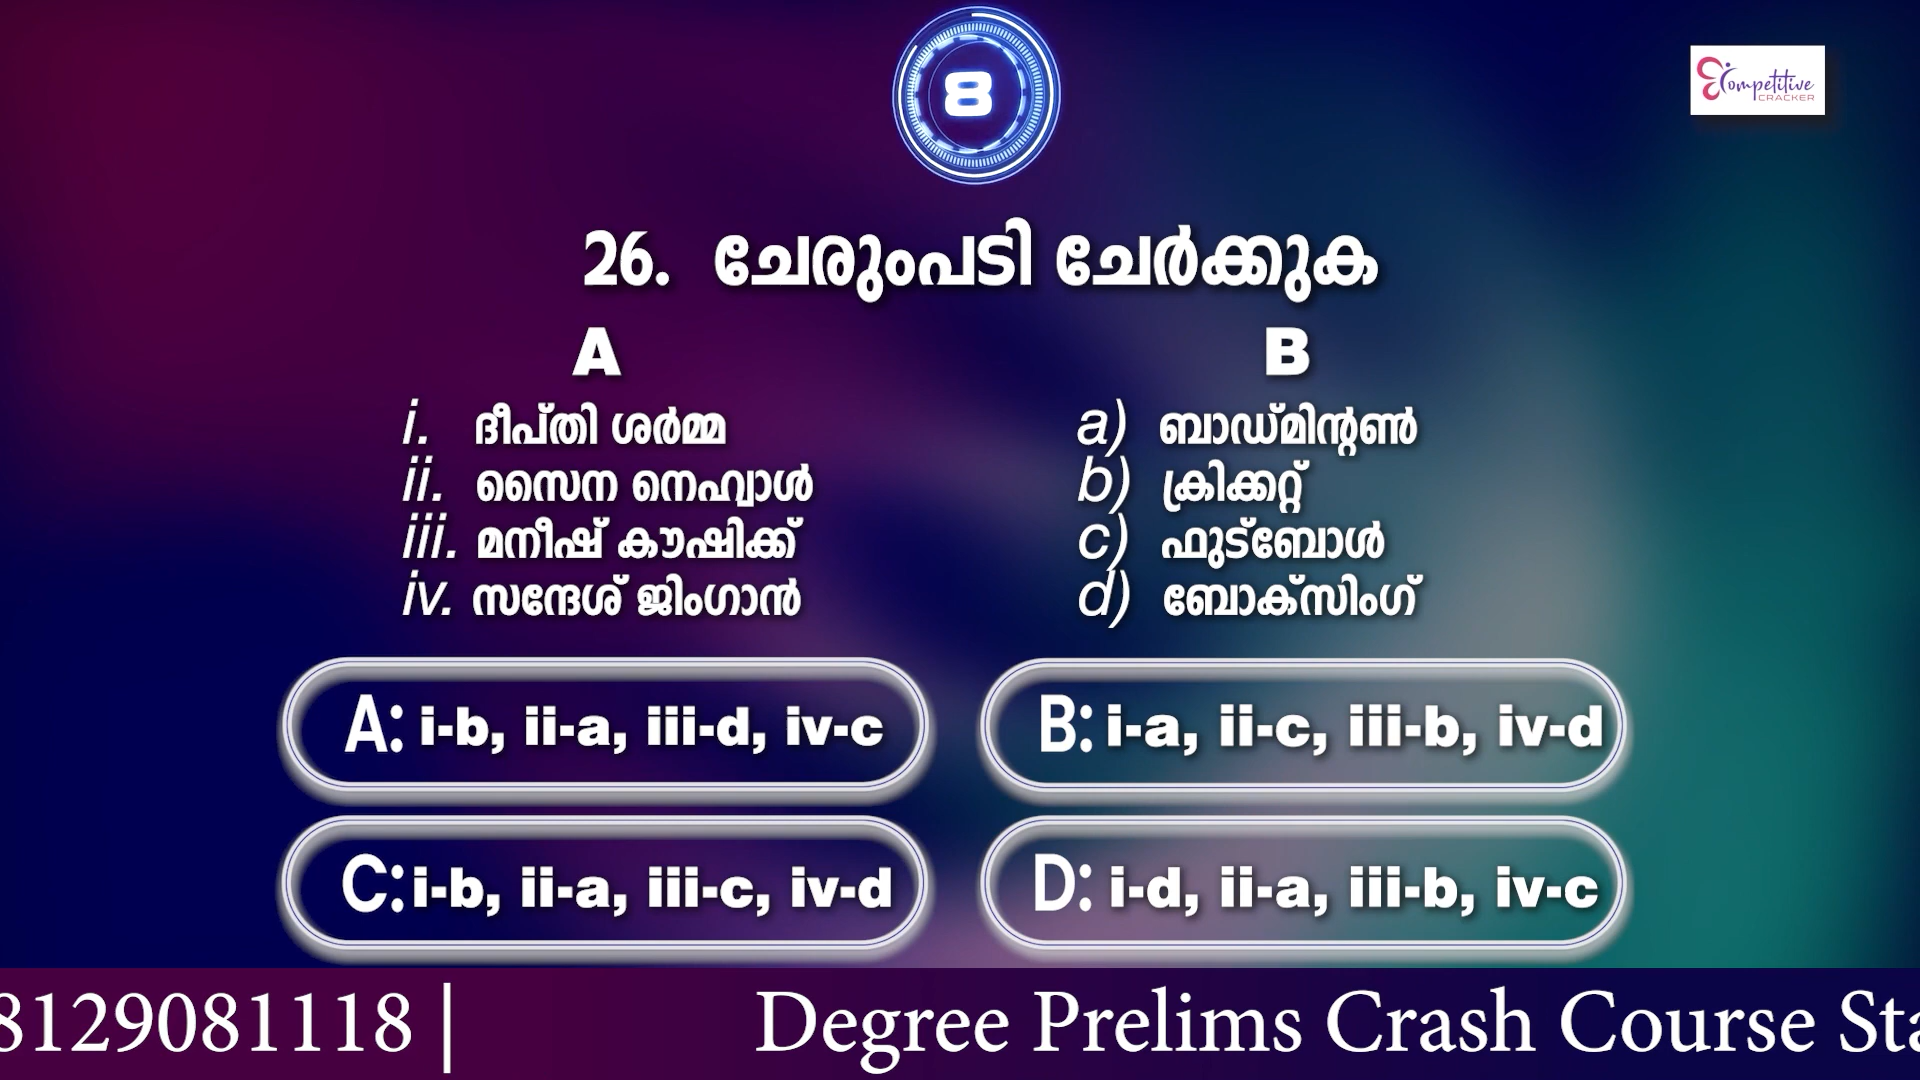 8
Competitive
CRACKER
26. ചേരുംപടി ചേർക്കുക
A
B
i. ദീപ്തി ശർമ്മ
a) ബാഡ്മിന്റൺ
ii. സൈന നെഹ്വാൾ
b) ക്രിക്കറ്റ്
iii. മനീഷ് കൗഷിക്ക്
c) ഫുട്ബോൾ
iv. സന്ദേശ് ജിംഗാൻ
d) ബോക്സിംഗ്
A: i-b, ii-a, iii-d, iv-c
B: i-a, ii-c, iii-b, iv-d
C: i-b, ii-a, iii-c, iv-d
D: i-d, ii-a, iii-b, iv-c
8129081118 | Degree Prelims Crash Course Sta